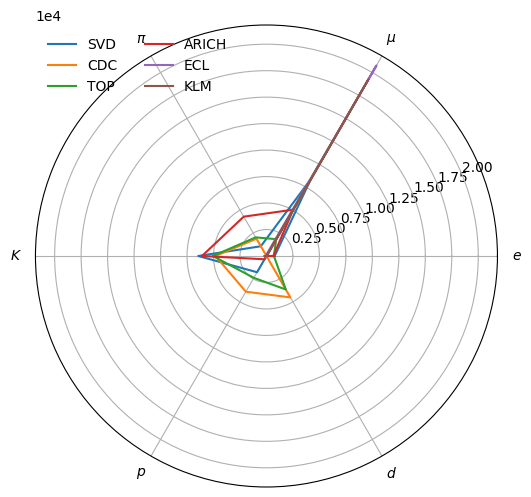 1e4
π
μ
SVD
ARICH
CDC
ECL
TOP
KLM
2.00
1.75
1.50
1.25
1.00
0.75
0.50
0.25
K
e
p
d